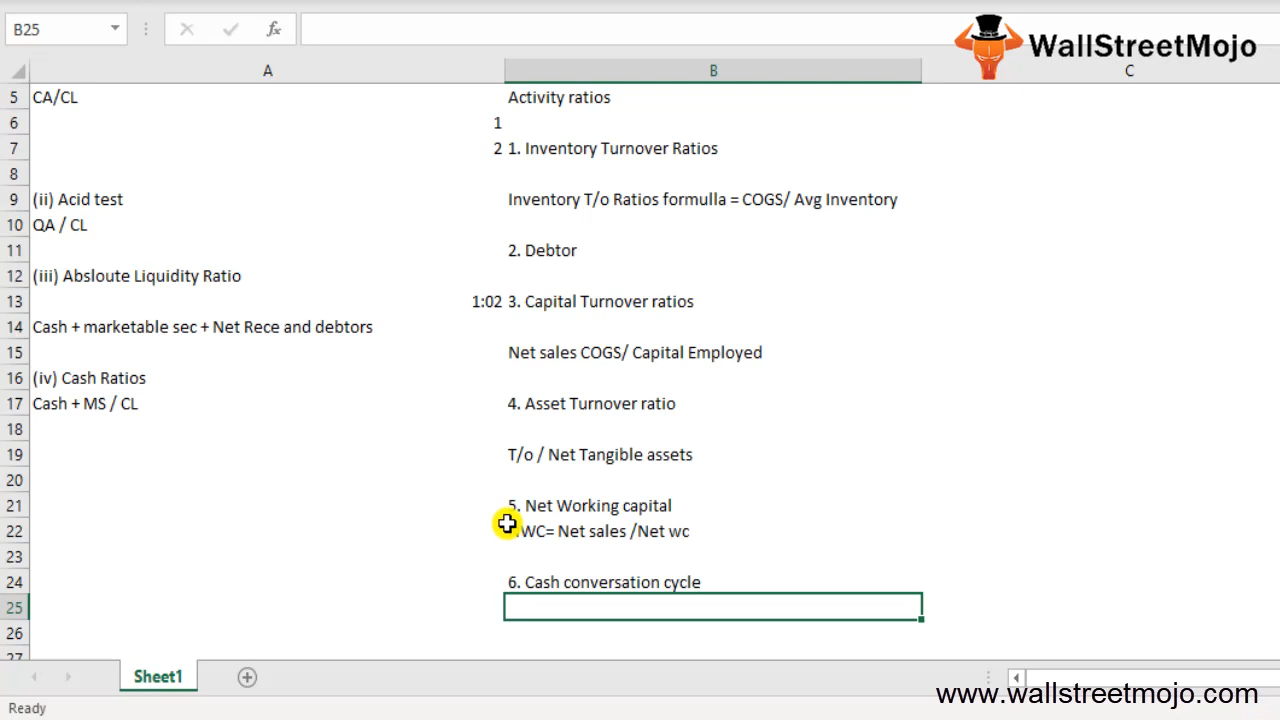 B25
fx
WallStreetMojo
A B C
5 CA/CL Activity ratios
6 1
7 2 1. Inventory Turnover Ratios
8
9 (ii) Acid test Inventory T/o Ratios formulla = COGS/ Avg Inventory
10 QA / CL
11 2. Debtor
12 (iii) Absloute Liquidity Ratio
13 1:02 3. Capital Turnover ratios
14 Cash + marketable sec + Net Rece and debtors
15 Net sales COGS/ Capital Employed
16 (iv) Cash Ratios
17 Cash + MS / CL 4. Asset Turnover ratio
18
19 T/o / Net Tangible assets
20
21 5. Net Working capital
22 WC= Net sales /Net wc
23
24 6. Cash conversation cycle
25
26
27
Sheet1
www.wallstreetmojo.com
Ready